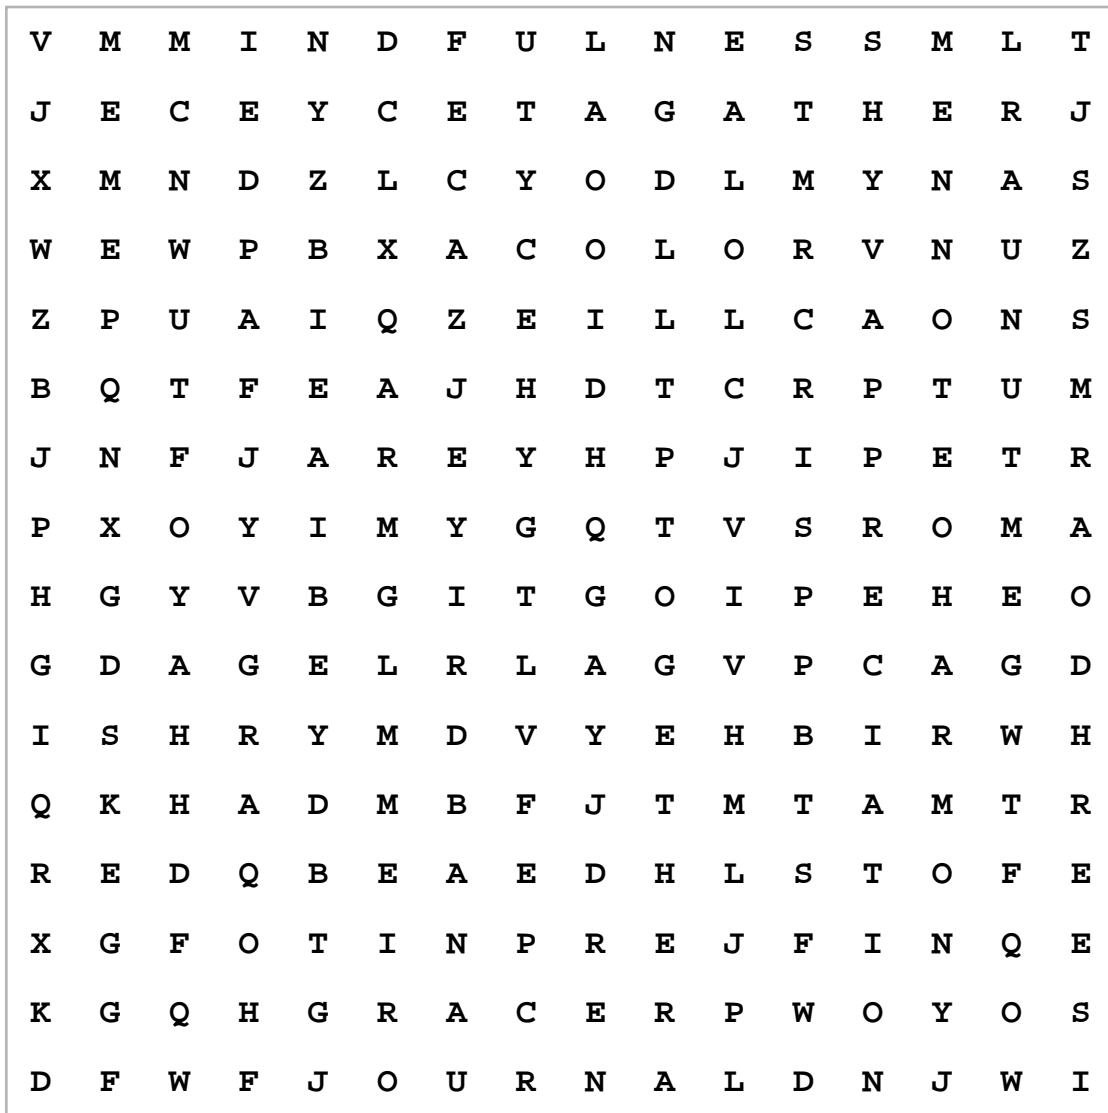 V M M I N D F U L N E S S M L T
J E C E Y C E T A G A T H E R J
X M N D Z L C Y O D L M Y N A S
W E W P B X A C O L O R V N U Z
Z P U A I Q Z E I L L C A O N S
B Q T F E A J H D T C R P T U M
J N F J A R E Y H P J I P E T R
P X O Y I M Y G Q T V S R O M A
H G Y V B G I T G O I P E H E O
G D A G E L R L A G V P C A G D
I S H R Y M D V Y E H B I R W H
Q K H A D M B F J T M T A M T R
R E D Q B E A E D H L S T O F E
X G F O T I N P R E J F I N Q E
K G Q H G R A C E R P W O Y O S
D F W F J O U R N A L D N J W I